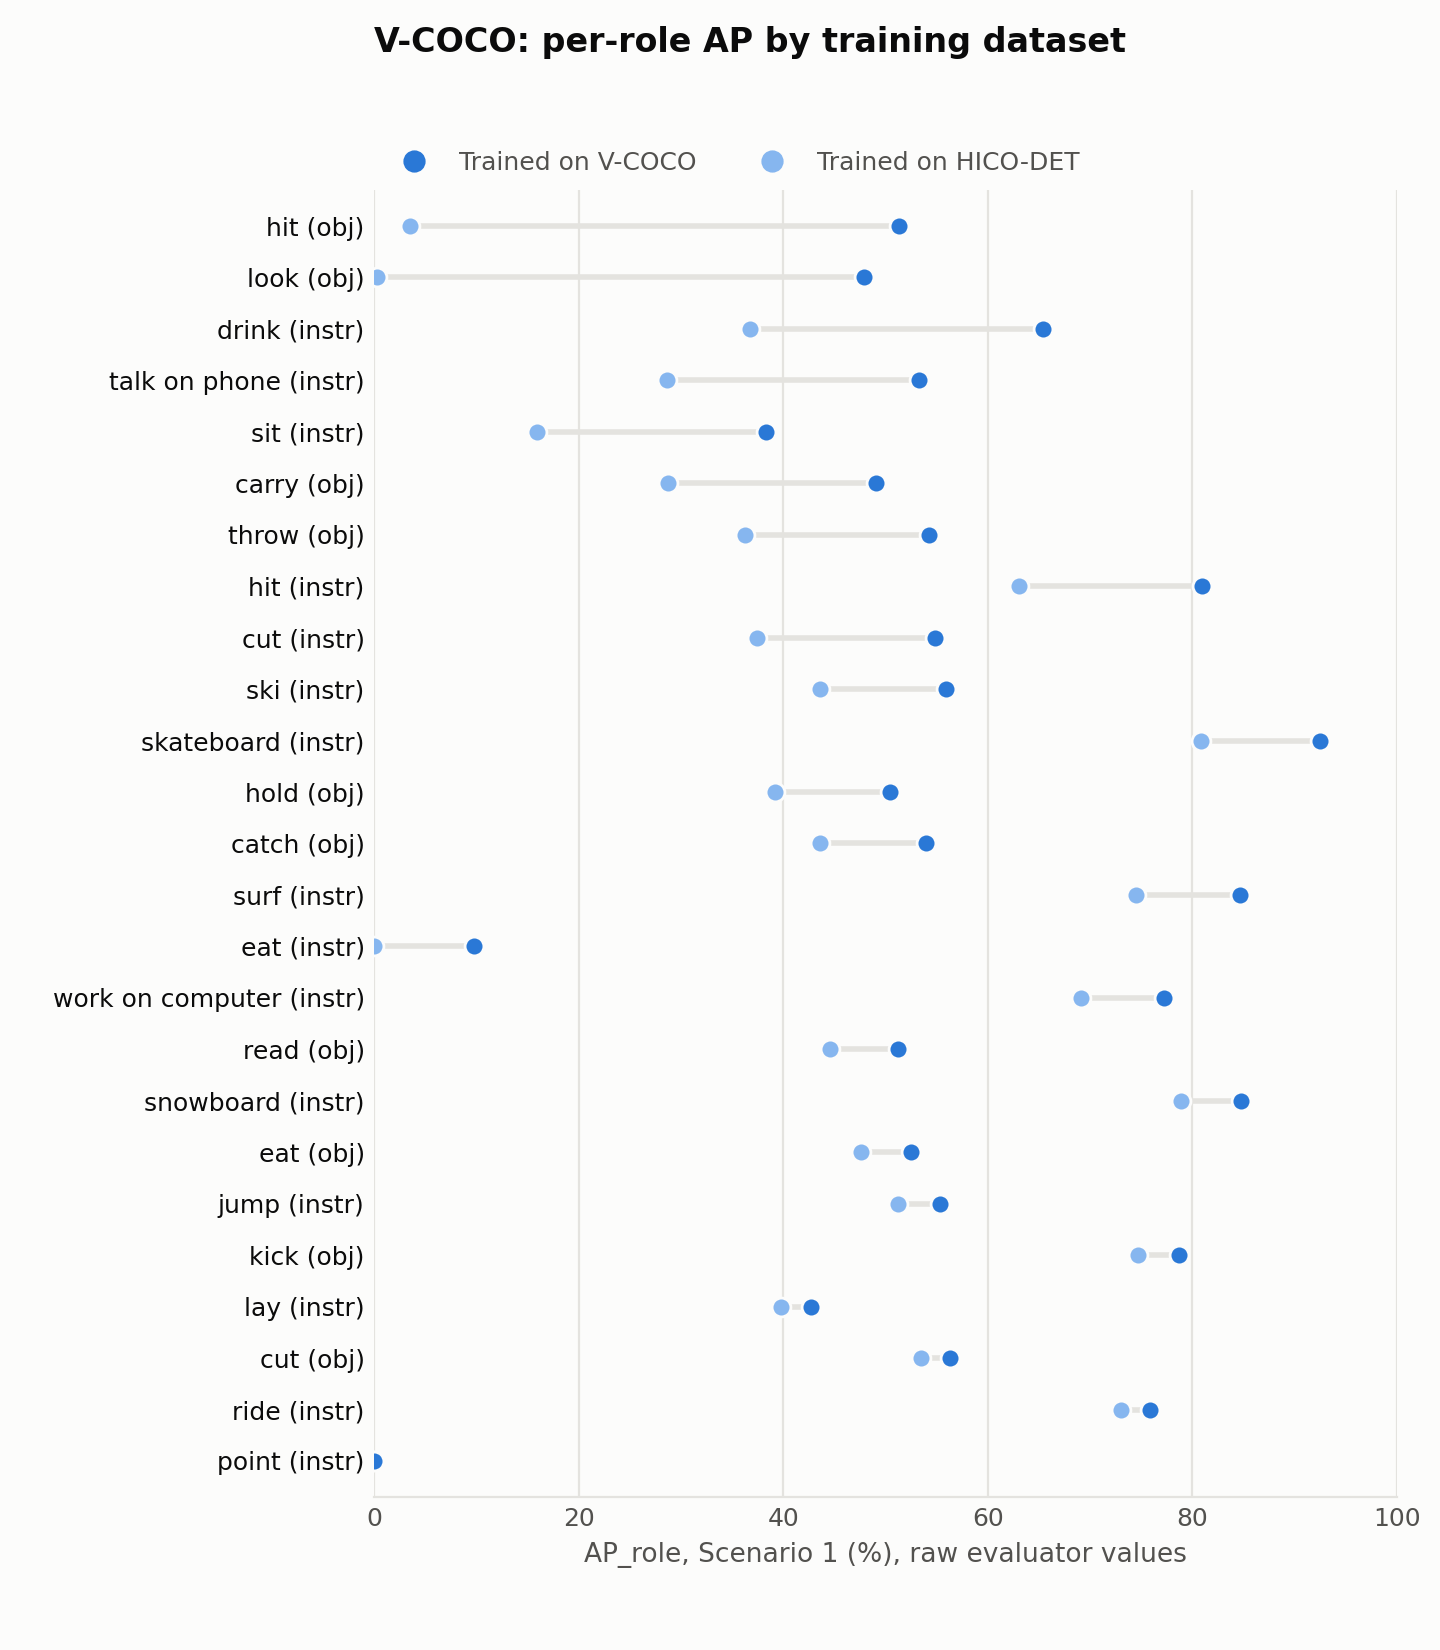 V-COCO: per-role AP by training dataset
Trained on V-COCO
Trained on HICO-DET
hit (obj)
look (obj)
drink (instr)
talk on phone (instr)
sit (instr)
carry (obj)
throw (obj)
hit (instr)
cut (instr)
ski (instr)
skateboard (instr)
hold (obj)
catch (obj)
surf (instr)
eat (instr)
work on computer (instr)
read (obj)
snowboard (instr)
eat (obj)
jump (instr)
kick (obj)
lay (instr)
cut (obj)
ride (instr)
point (instr)
0 20 40 60 80 100
AP_role, Scenario 1 (%), raw evaluator values